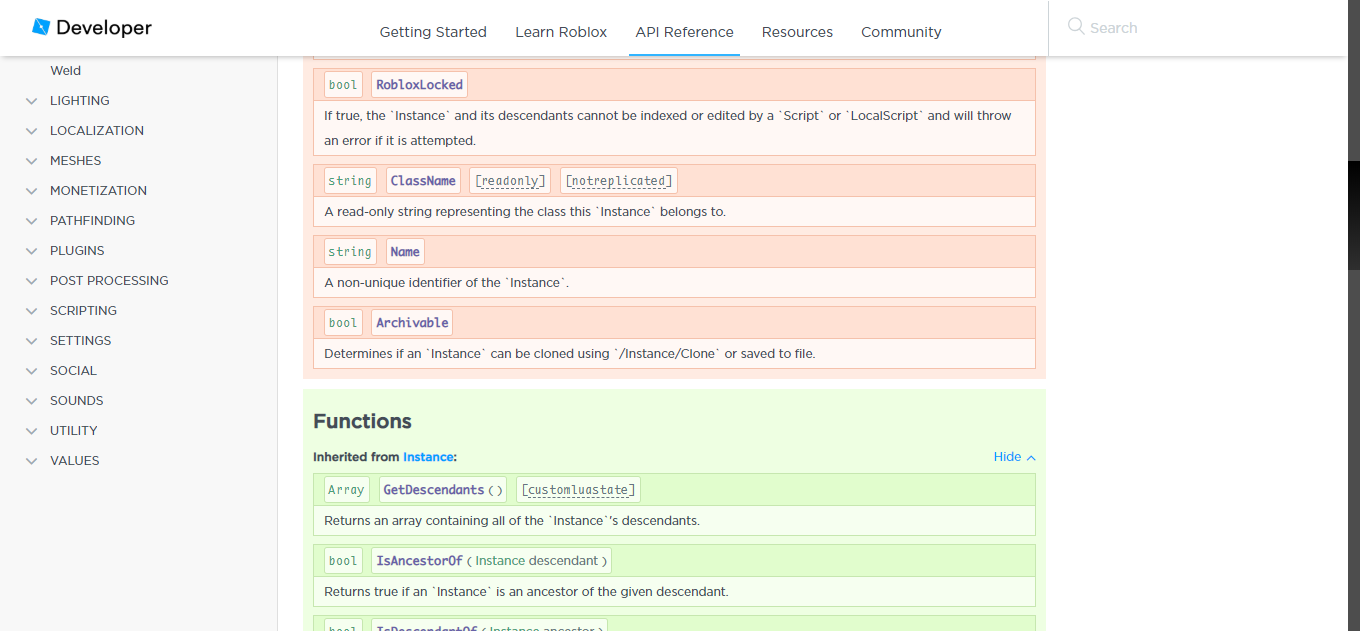 Developer
Getting Started
Learn Roblox
API Reference
Resources
Community
Search
Weld
LIGHTING
LOCALIZATION
MESHES
MONETIZATION
PATHFINDING
PLUGINS
POST PROCESSING
SCRIPTING
SETTINGS
SOCIAL
SOUNDS
UTILITY
VALUES
bool RobloxLocked
If true, the `Instance` and its descendants cannot be indexed or edited by a `Script` or `LocalScript` and will throw
an error if it is attempted.
string ClassName [readonly] [notreplicated]
A read-only string representing the class this `Instance` belongs to.
string Name
A non-unique identifier of the `Instance`.
bool Archivable
Determines if an `Instance` can be cloned using `/Instance/Clone` or saved to file.
Functions
Inherited from Instance:
Hide
Array GetDescendants() [customluastate]
Returns an array containing all of the `Instance`'s descendants.
bool IsAncestorOf ( Instance descendant )
Returns true if an `Instance` is an ancestor of the given descendant.
bool IsDescendantOf ( Instance ancestor )